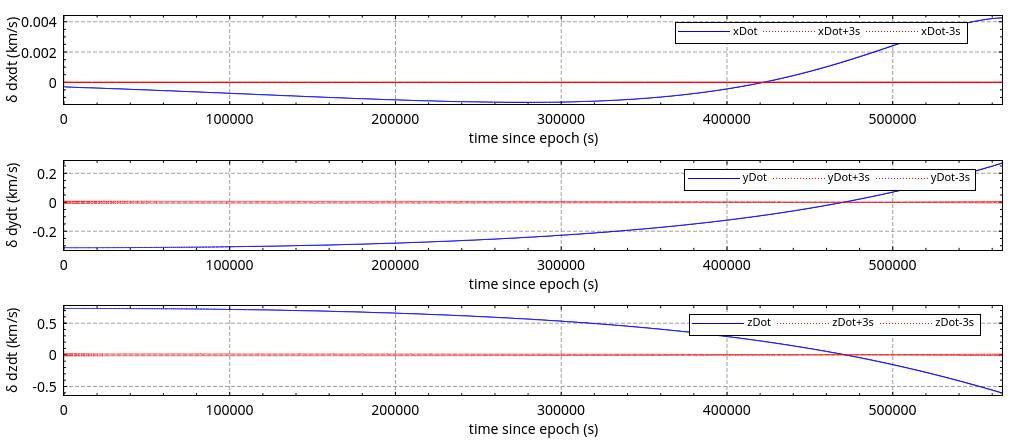 δ dxdt (km/s)
0.004
0.002
0
xDot xDot+3s xDot-3s
0 100000 200000 300000 400000 500000
time since epoch (s)
δ dydt (km/s)
0.2
0
-0.2
yDot yDot+3s yDot-3s
0 100000 200000 300000 400000 500000
time since epoch (s)
δ dzdt (km/s)
0.5
0
-0.5
zDot zDot+3s zDot-3s
0 100000 200000 300000 400000 500000
time since epoch (s)